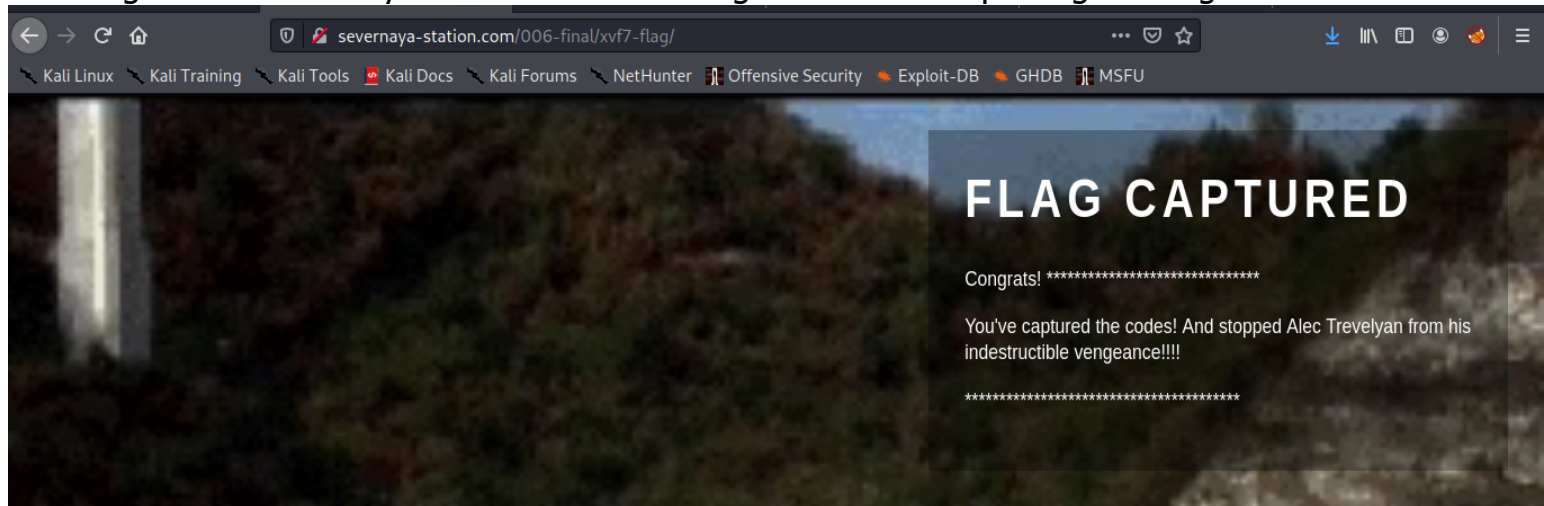 severnaya-station.com/006-final/xvf7-flag/
Kali Linux Kali Training Kali Tools Kali Docs Kali Forums NetHunter Offensive Security Exploit-DB GHDB MSFU
FLAG CAPTURED
Congrats! *******************************
You've captured the codes! And stopped Alec Trevelyan from his
indestructible vengeance!!!!
****************************************